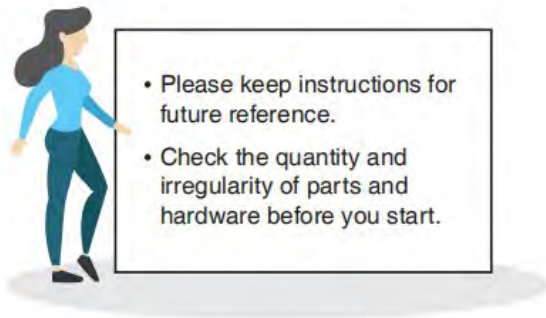 • Please keep instructions for
future reference.
• Check the quantity and
irregularity of parts and
hardware before you start.